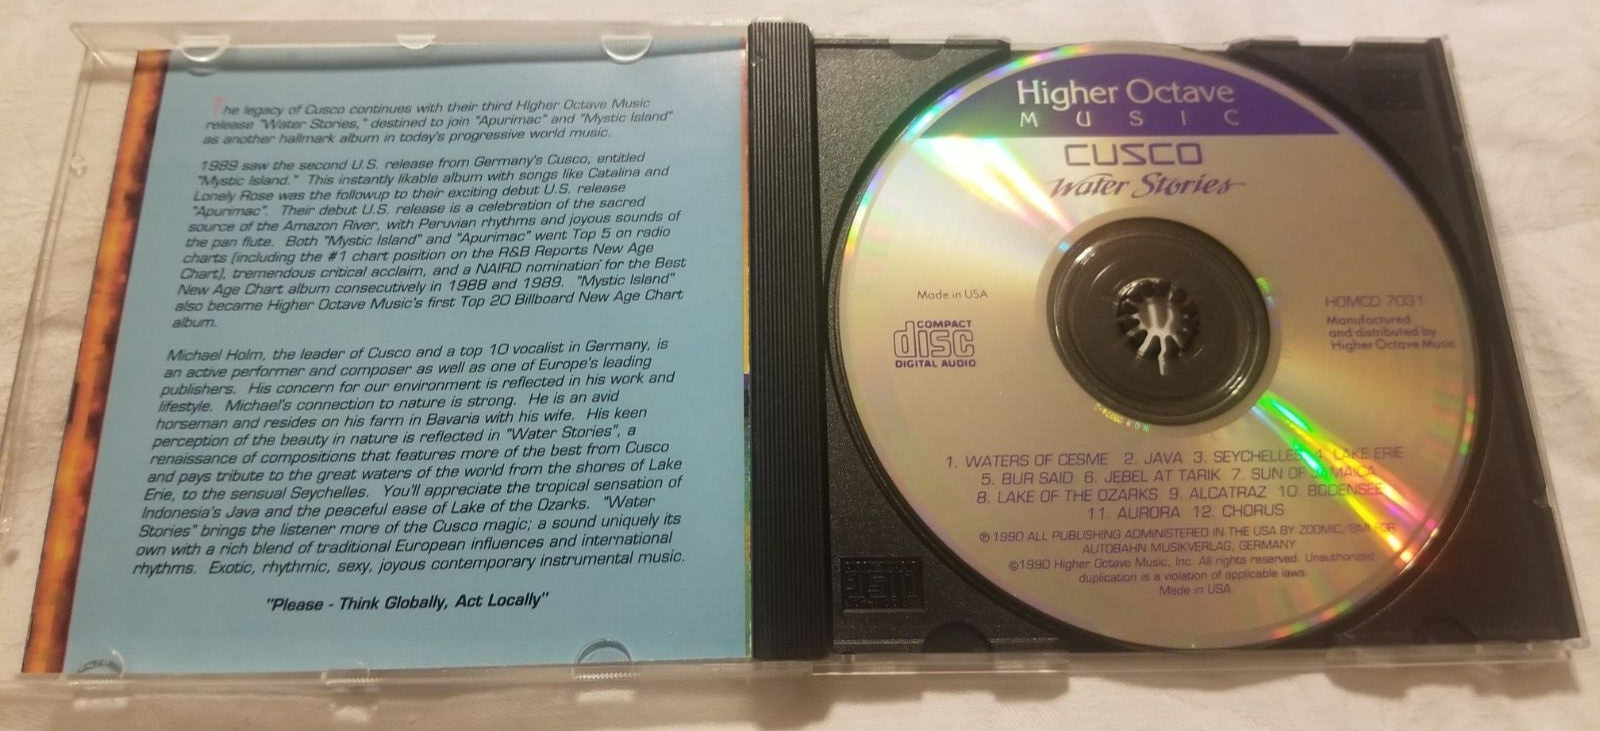 The legacy of Cusco continues with their third Higher Octave Music
release "Water Stories," destined to join "Apurimac" and "Mystic Island"
as another hallmark album in today's progressive world music.
1989 saw the second U.S. release from Germany's Cusco, entitled
"Mystic Island." This instantly likable album with songs like Catalina and
Lonely Rose was the followup to their exciting debut U.S. release
"Apurimac". Their debut U.S. release is a celebration of the sacred
source of the Amazon River, with Peruvian rhythms and joyous sounds of
the pan flute. Both "Mystic Island" and "Apurimac" went Top 5 on radio
charts (including the #1 chart position on the R&B Reports New Age
Chart), tremendous critical acclaim, and a NAIRD nomination for the Best
New Age Chart album consecutively in 1988 and 1989. "Mystic Island"
also became Higher Octave Music's first Top 20 Billboard New Age Chart
album.
Michael Holm, the leader of Cusco and a top 10 vocalist in Germany, is
an active performer and composer as well as one of Europe's leading
publishers. His concern for our environment is reflected in his work and
lifestyle. Michael's connection to nature is strong. He is an avid
horseman and resides on his farm in Bavaria with his wife. His keen
perception of the beauty in nature is reflected in "Water Stories", a
renaissance of compositions that features more of the best from Cusco
and pays tribute to the great waters of the world from the shores of Lake
Erie, to the sensual Seychelles. You'll appreciate the tropical sensation of
Indonesia's Java and the peaceful ease of Lake of the Ozarks. "Water
Stories" brings the listener more of the Cusco magic; a sound uniquely its
own with a rich blend of traditional European influences and international
rhythms. Exotic, rhythmic, sexy, joyous contemporary instrumental music.
"Please - Think Globally, Act Locally"
Higher Octave
MUSIC
CUSCO
Water Stories
Made in USA
COMPACT
disc
DIGITAL AUDIO
HOMCD 7031
Manufactured
and distributed by
Higher Octave Music
1. WATERS OF CESME 2. JAVA 3. SEYCHELLES 4. LAKE ERIE
5. BUR SAID 6. JEBEL AT TARIK 7. SUN OF JAMAICA
8. LAKE OF THE OZARKS 9. ALCATRAZ 10. BODENSEE
11. AURORA 12. CHORUS
℗ 1990 ALL PUBLISHING ADMINISTERED IN THE USA BY ZOOMIC/BMI FOR
AUTOBAHN MUSIKVERLAG, GERMANY
©1990 Higher Octave Music, Inc. All rights reserved. Unauthorized
duplication is a violation of applicable laws.
Made in USA.